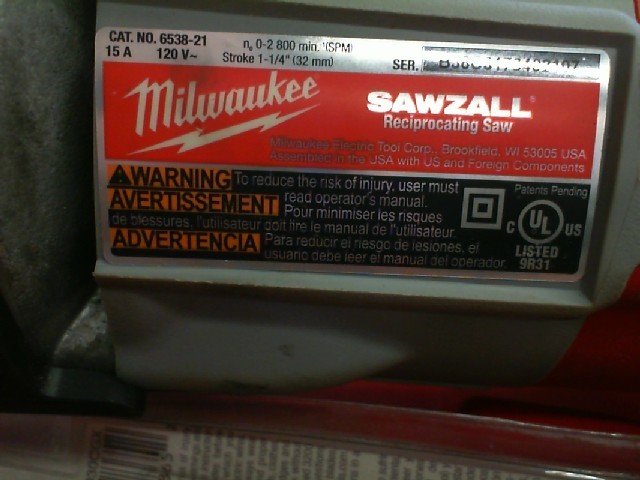 CAT. NO. 6538-21
15 A 120 V~
n₀ 0-2 800 min. ¹(SPM)
Stroke 1-1/4" (32 mm)
SER.
Milwaukee
SAWZALL®
Reciprocating Saw
Milwaukee Electric Tool Corp., Brookfield, WI 53005 USA
Assembled in the USA with US and Foreign Components
WARNING To reduce the risk of injury, user must
read operator's manual.
AVERTISSEMENT Pour minimiser les risques
de blessures, l'utilisateur doit lire le manuel de l'utilisateur.
ADVERTENCIA Para reducir el riesgo de lesiones, el
usuario debe leer el manual del operador.
Patents Pending
C UL US
LISTED
9R31